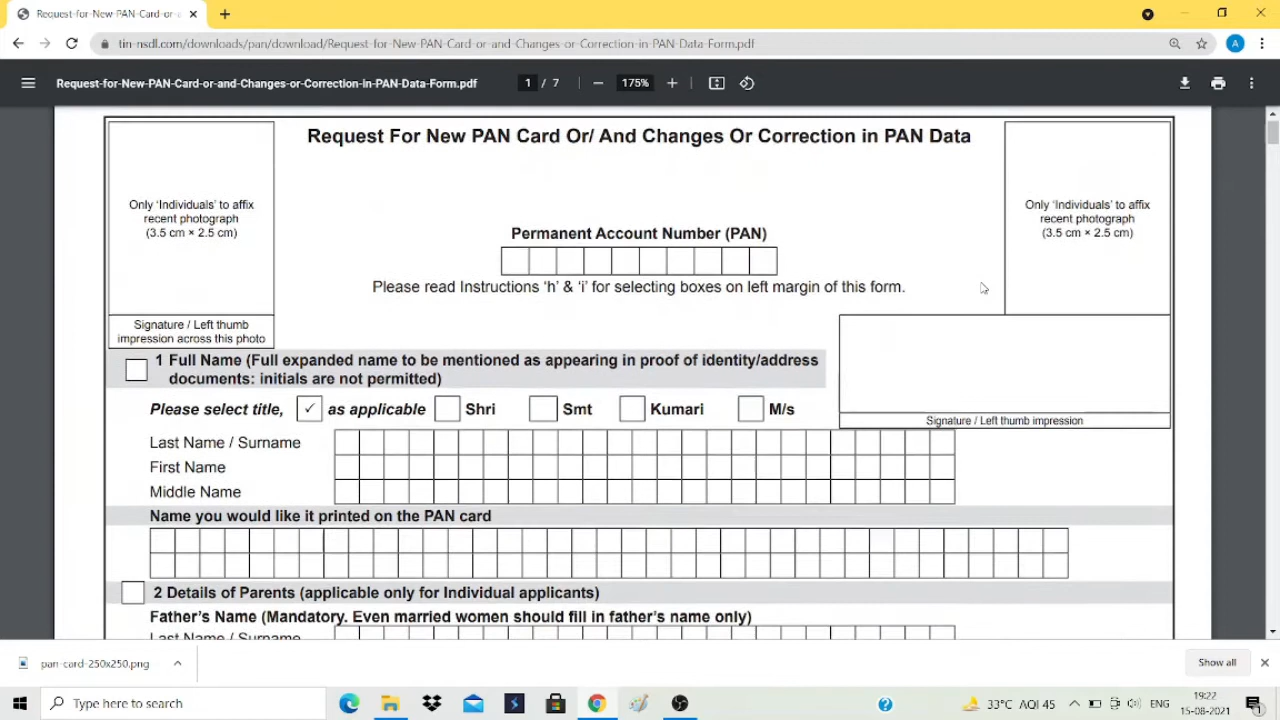 Request-for-New-PAN-Card-or-a
tin-nsdl.com/downloads/pan/download/Request-for-New-PAN-Card-or-and-Changes-or-Correction-in-PAN-Data-Form.pdf
A
Request-for-New-PAN-Card-or-and-Changes-or-Correction-in-PAN-Data-Form.pdf
1 / 7
175%
Request For New PAN Card Or/ And Changes Or Correction in PAN Data
Only ‘Individuals’ to affix
recent photograph
(3.5 cm × 2.5 cm)
Only ‘Individuals’ to affix
recent photograph
(3.5 cm × 2.5 cm)
Permanent Account Number (PAN)
Please read Instructions ‘h’ & ‘i’ for selecting boxes on left margin of this form.
Signature / Left thumb
impression across this photo
1 Full Name (Full expanded name to be mentioned as appearing in proof of identity/address
documents: initials are not permitted)
Please select title, ✓ as applicable Shri Smt Kumari M/s
Signature / Left thumb impression
Last Name / Surname
First Name
Middle Name
Name you would like it printed on the PAN card
2 Details of Parents (applicable only for Individual applicants)
Father’s Name (Mandatory. Even married women should fill in father’s name only)
Last Name / Surname
pan-card-250x250.png
Show all
Type here to search
33°C AQI 45
ENG
19:22
15-08-2021
1